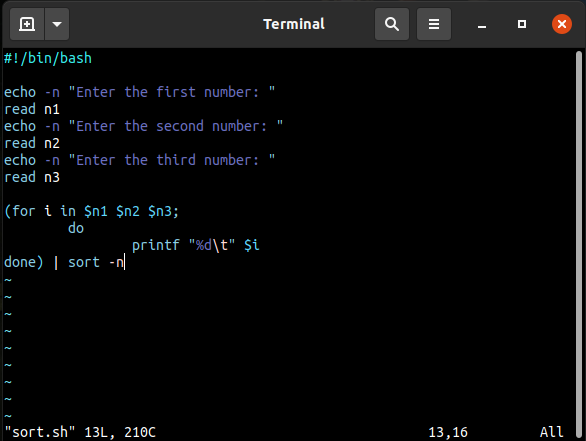 Terminal
#!/bin/bash
echo -n "Enter the first number: "
read n1
echo -n "Enter the second number: "
read n2
echo -n "Enter the third number: "
read n3
(for i in $n1 $n2 $n3;
do
printf "%d\t" $i
done) | sort -n
~
~
~
~
~
~
~
~
~
"sort.sh" 13L, 210C 13,16 All